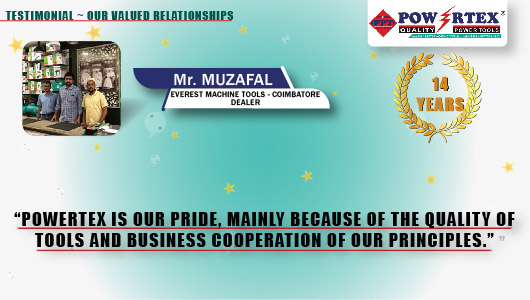 TESTIMONIAL ~ OUR VALUED RELATIONSHIPS
PPT
POWERTEX
QUALITY POWER TOOLS
Mr. MUZAFAL
EVEREST MACHINE TOOLS - COIMBATORE
DEALER
14
YEARS
“POWERTEX IS OUR PRIDE, MAINLY BECAUSE OF THE QUALITY OF
TOOLS AND BUSINESS COOPERATION OF OUR PRINCIPLES.” ”